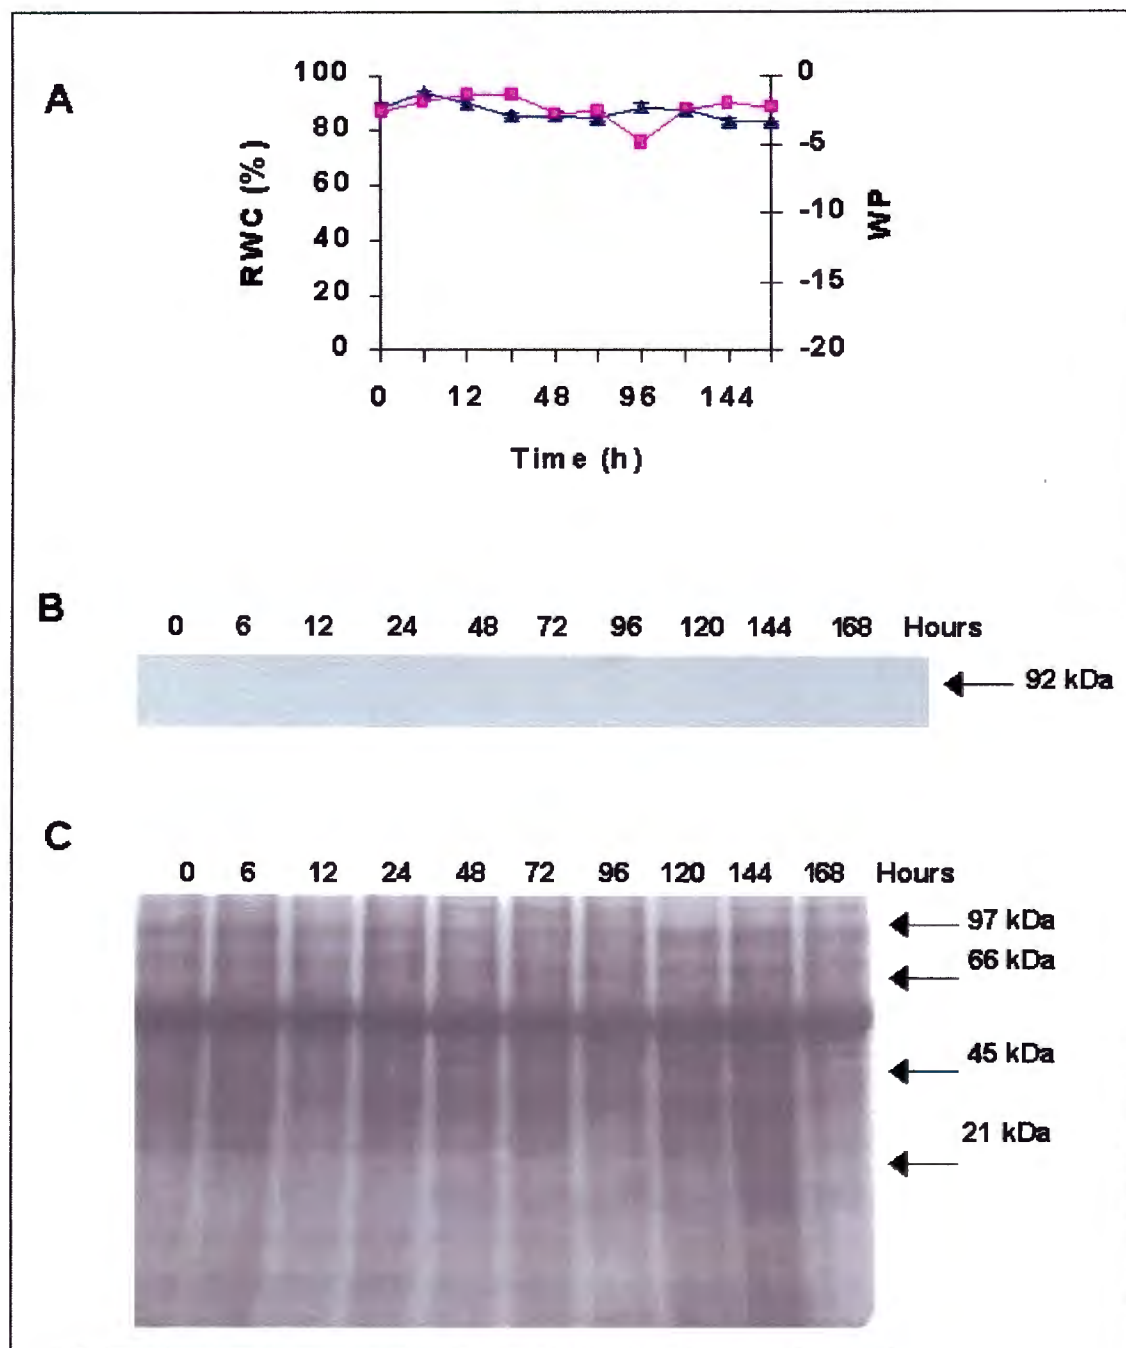 A
100
80
60
40
20
0
RWC (%)
0
-5
-10
-15
-20
WP
0 12 48 96 144
Time (h)
B
0 6 12 24 48 72 96 120 144 168 Hours
92 kDa
C
0 6 12 24 48 72 96 120 144 168 Hours
97 kDa
66 kDa
45 kDa
21 kDa